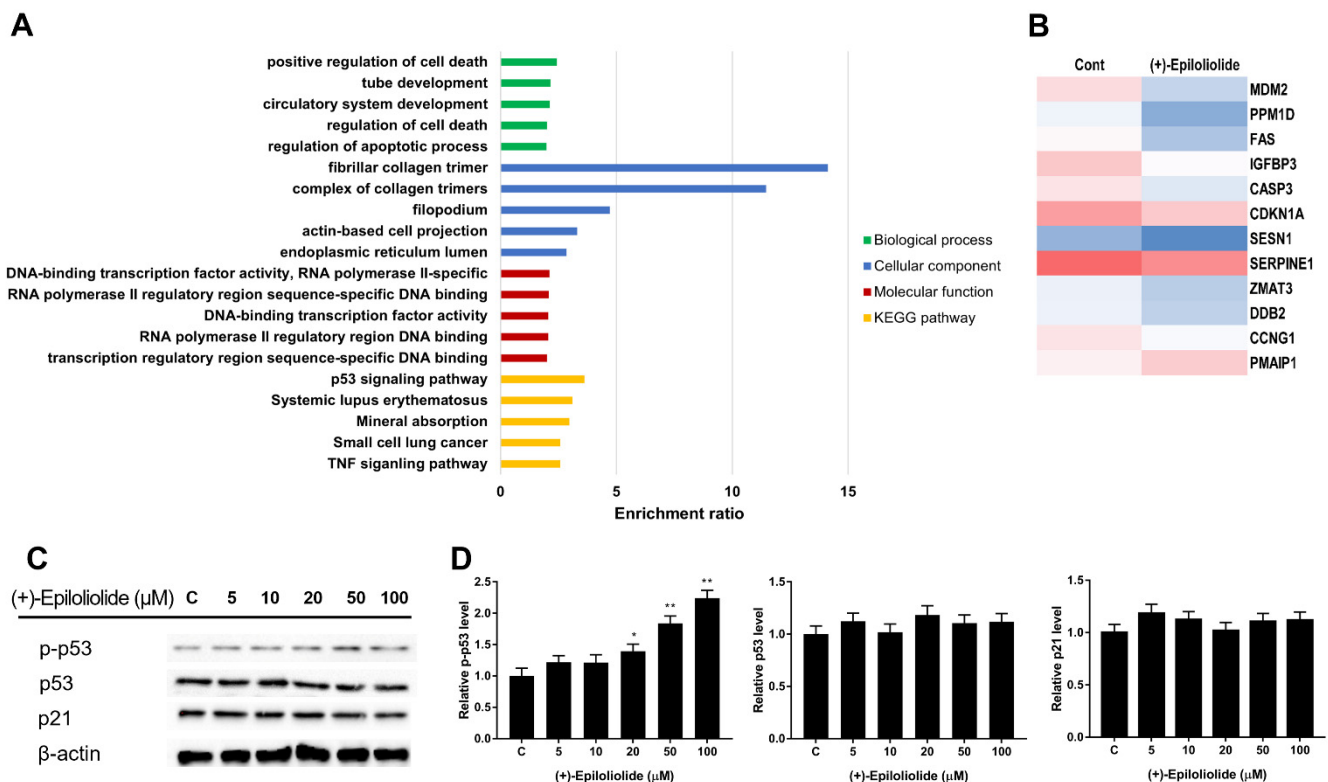 A
positive regulation of cell death
tube development
circulatory system development
regulation of cell death
regulation of apoptotic process
fibrillar collagen trimer
complex of collagen trimers
filopodium
actin-based cell projection
endoplasmic reticulum lumen
DNA-binding transcription factor activity, RNA polymerase II-specific
RNA polymerase II regulatory region sequence-specific DNA binding
DNA-binding transcription factor activity
RNA polymerase II regulatory region DNA binding
transcription regulatory region sequence-specific DNA binding
p53 signaling pathway
Systemic lupus erythematosus
Mineral absorption
Small cell lung cancer
TNF siganling pathway
0 5 10 15
Enrichment ratio
Biological process
Cellular component
Molecular function
KEGG pathway
B
Cont (+)-Epiloliolide
MDM2
PPM1D
FAS
IGFBP3
CASP3
CDKN1A
SESN1
SERPINE1
ZMAT3
DDB2
CCNG1
PMAIP1
C
(+)-Epiloliolide (μM) C 5 10 20 50 100
p-p53
p53
p21
β-actin
D
Relative p-p53 level
2.5
2.0
1.5
1.0
0.5
0.0
* ** **
C 5 10 20 50 100
(+)-Epiloliolide (μM)
Relative p53 level
1.5
1.0
0.5
0.0
C 5 10 20 50 100
(+)-Epiloliolide (μM)
Relative p21 level
1.5
1.0
0.5
0.0
C 5 10 20 50 100
(+)-Epiloliolide (μM)